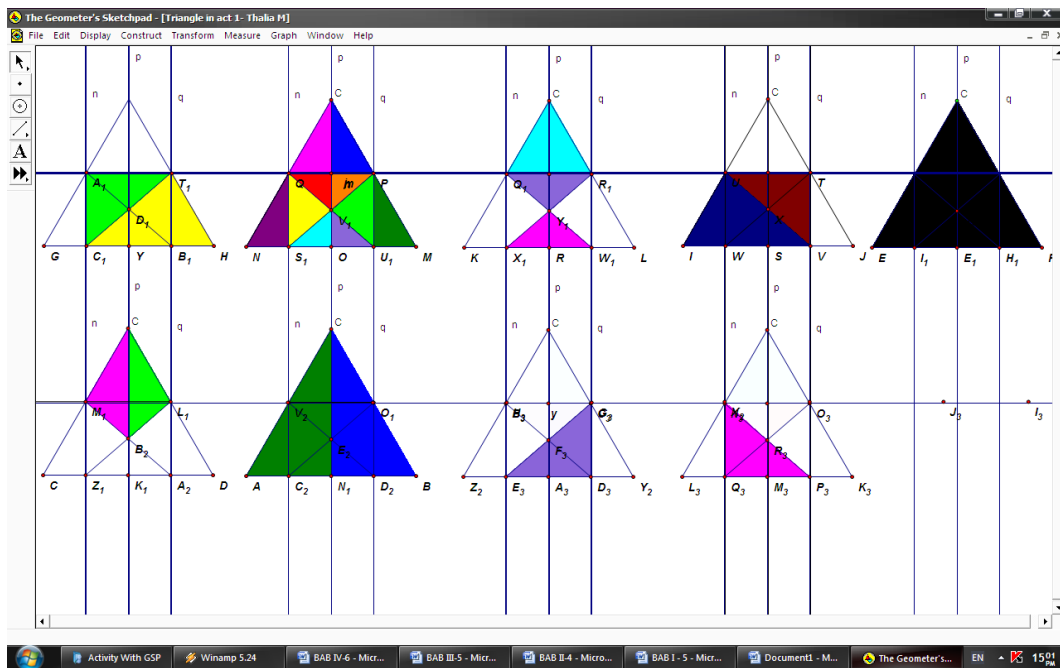 The Geometer's Sketchpad - [Triangle in act 1- Thalia M]
File Edit Display Construct Transform Measure Graph Window Help
p p p p p
n q n C q n C q n C q n C q
A
A₁ T₁ Q m P Q₁ R₁ U T
D₁ V₁ Y₁ X
G C₁ Y B₁ H N S₁ O U₁ M K X₁ R W₁ L I W S V J E I₁ E₁ H₁ F
p p p p
n C q n C q n C q n C q
M₁ L₁ V₂ O₁ y O₃ J₃ I₃
B₂ E₂ F₃ R₃
C Z₁ K₁ A₂ D A C₂ N₁ D₂ B Z₂ E₃ A₃ D₃ Y₂ L₃ Q₃ M₃ P₃ K₃
Activity With GSP Winamp 5.24 BAB IV-6 - Micr... BAB III-5 - Micr... BAB II-4 - Micro... BAB I - 5 - Micr... Document1 - M... The Geometer's... EN